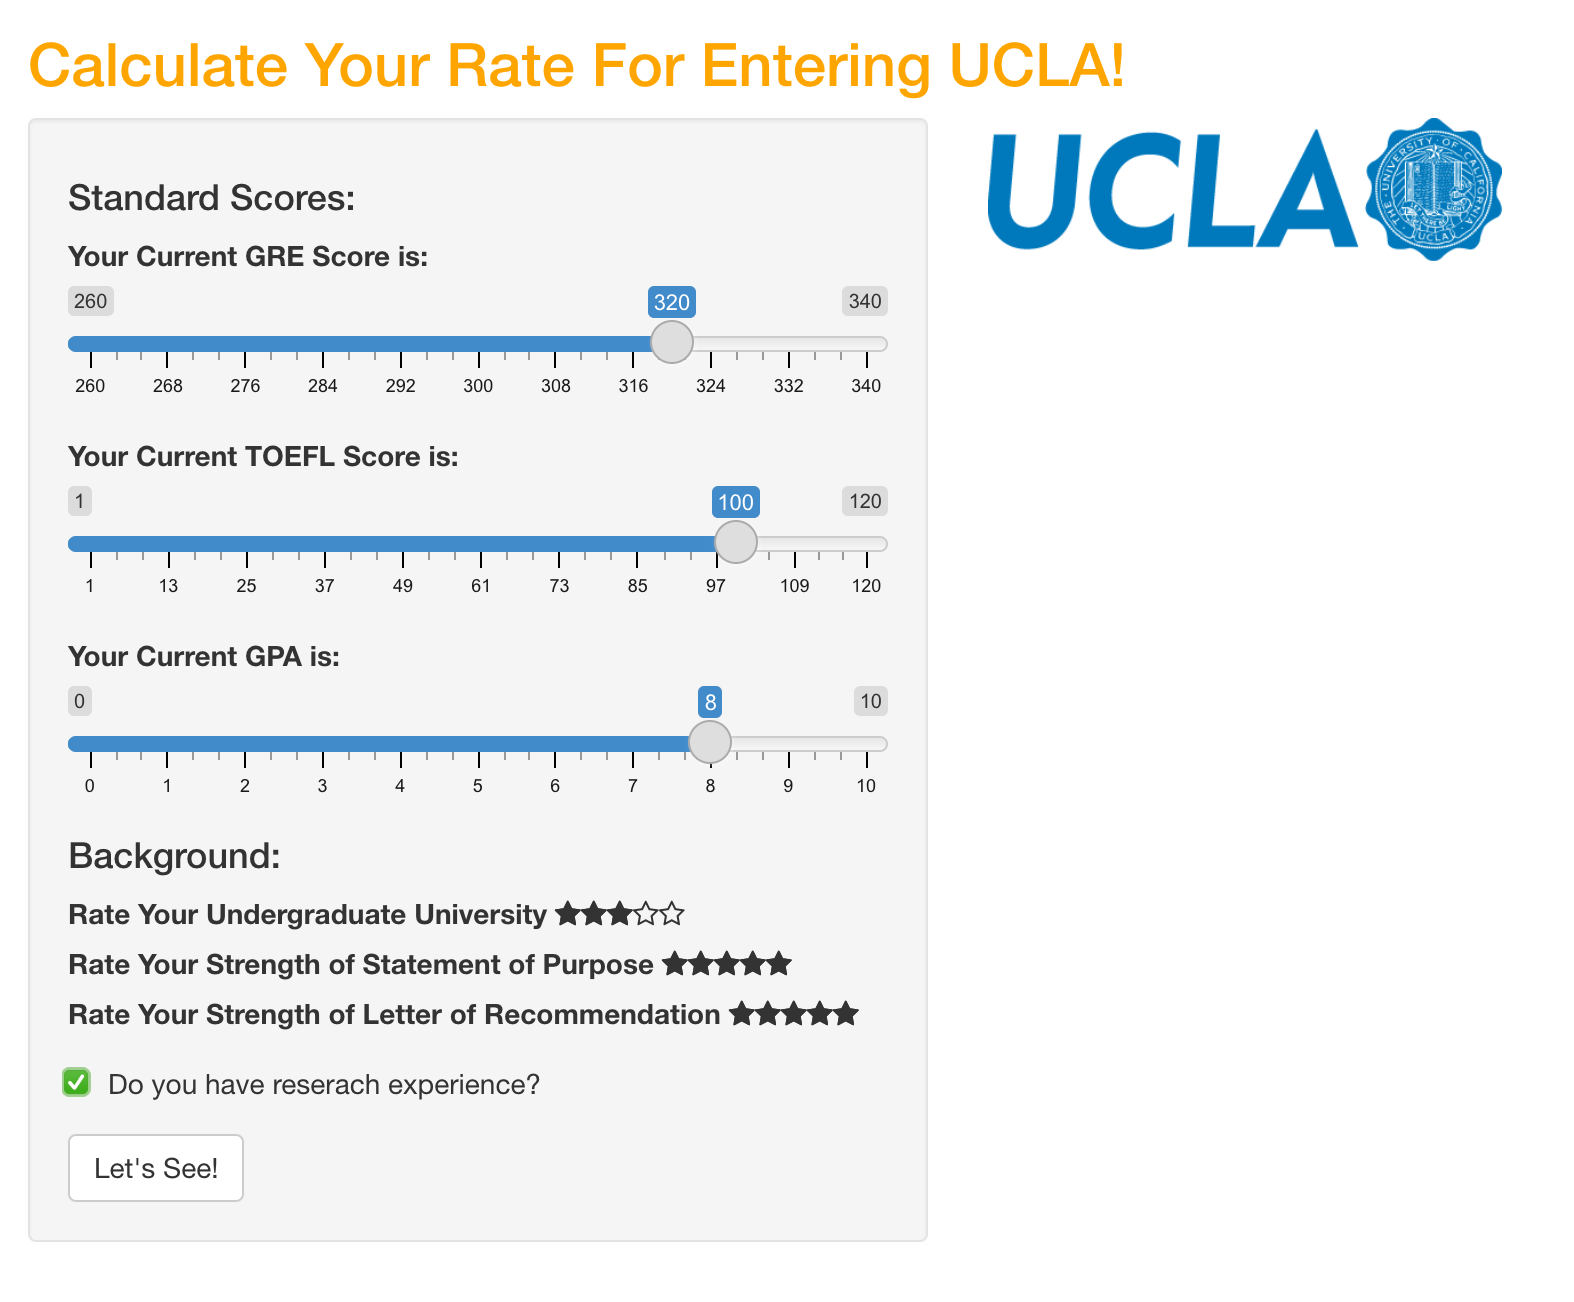 Calculate Your Rate For Entering UCLA!
UCLA
THE · UNIVERSITY · OF · CALIFORNIA
UCLA
Standard Scores:
Your Current GRE Score is:
260 320 340
260 268 276 284 292 300 308 316 324 332 340
Your Current TOEFL Score is:
1 100 120
1 13 25 37 49 61 73 85 97 109 120
Your Current GPA is:
0 8 10
0 1 2 3 4 5 6 7 8 9 10
Background:
Rate Your Undergraduate University ★★★☆☆
Rate Your Strength of Statement of Purpose ★★★★★
Rate Your Strength of Letter of Recommendation ★★★★★
Do you have reserach experience?
Let's See!